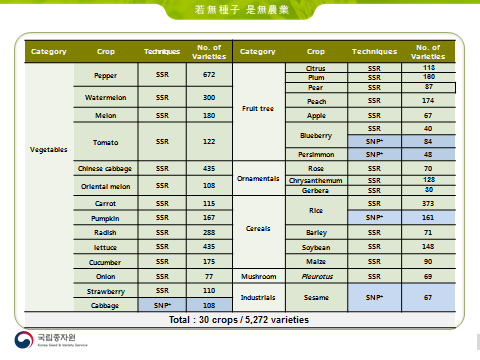 若無種子 是無農業
Category Crop Techniques No. of Varieties Category Crop Techniques No. of Varieties
Vegetables Pepper SSR 672 Fruit tree Citrus SSR 118
Plum SSR 160
Pear SSR 87
Watermelon SSR 300 Peach SSR 174
Melon SSR 180 Apple SSR 67
Tomato SSR 122 Blueberry SSR 40
SNP* 84
Persimmon SNP* 48
Chinese cabbage SSR 435 Ornamentals Rose SSR 70
Oriental melon SSR 108 Chrysanthemum SSR 128
Gerbera SSR 80
Carrot SSR 115 Cereals Rice SSR 373
Pumpkin SSR 167 SNP* 161
Radish SSR 288 Barley SSR 71
lettuce SSR 435 Soybean SSR 148
Cucumber SSR 175 Maize SSR 90
Onion SSR 77 Mushroom Pleurotus SSR 69
Strawberry SSR 110 Industrials Sesame SNP* 67
Cabbage SNP* 108
Total : 30 crops / 5,272 varieties
국립종자원
Korea Seed & Variety Service